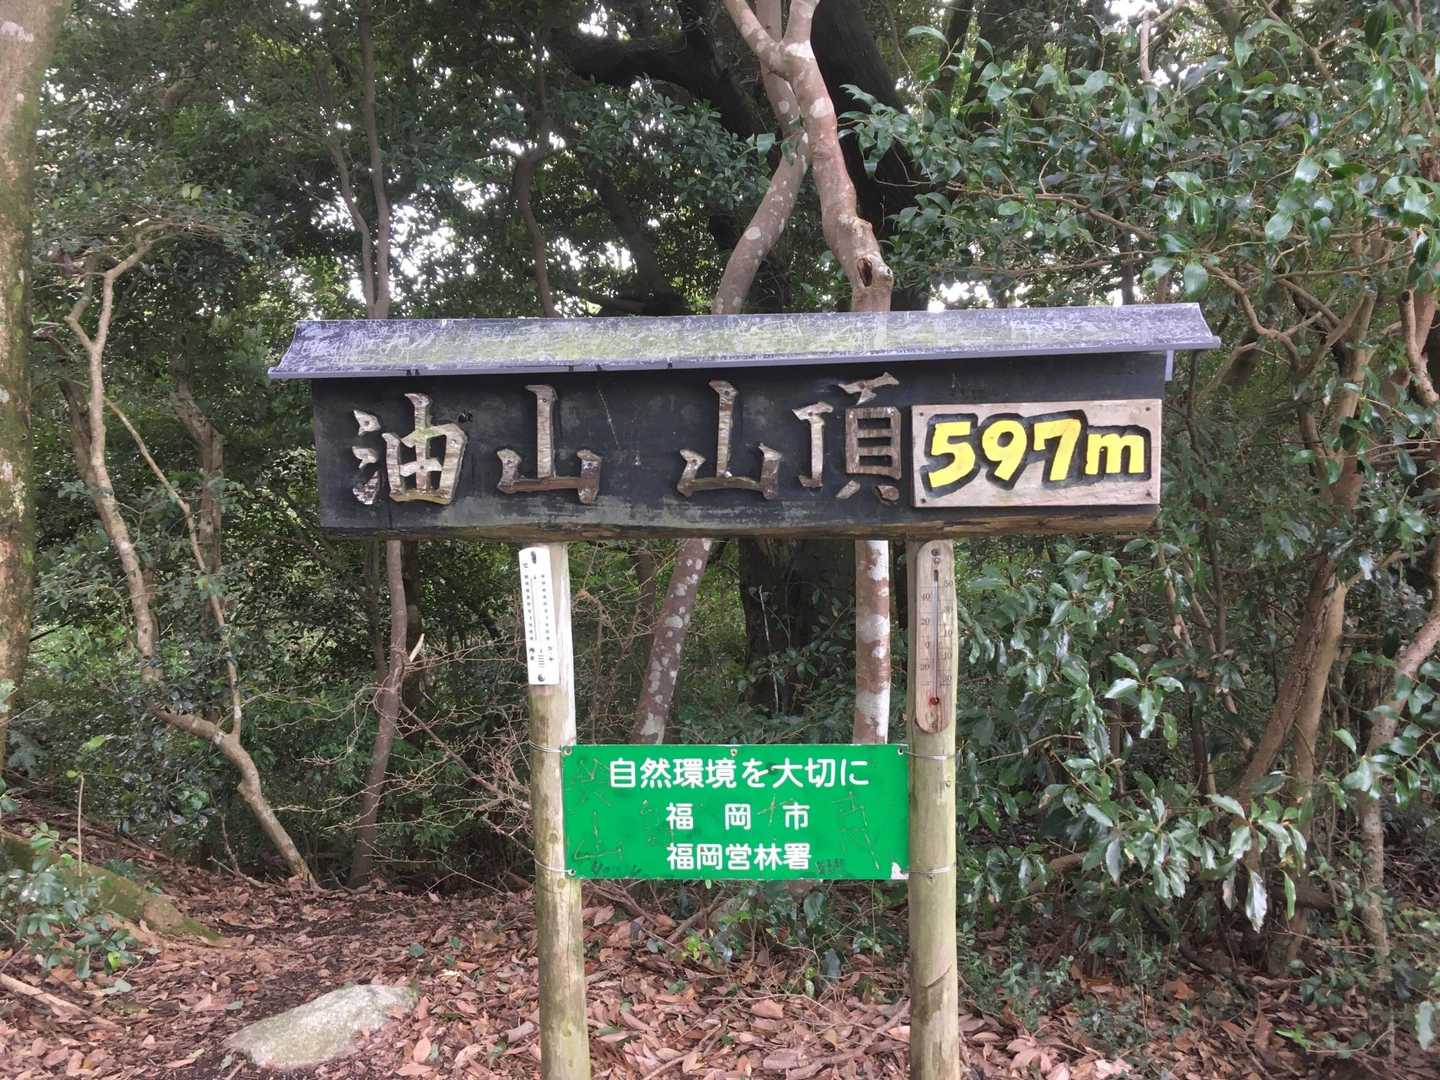 油山 山頂 597m
自然環境を大切に
福岡市
福岡営林署